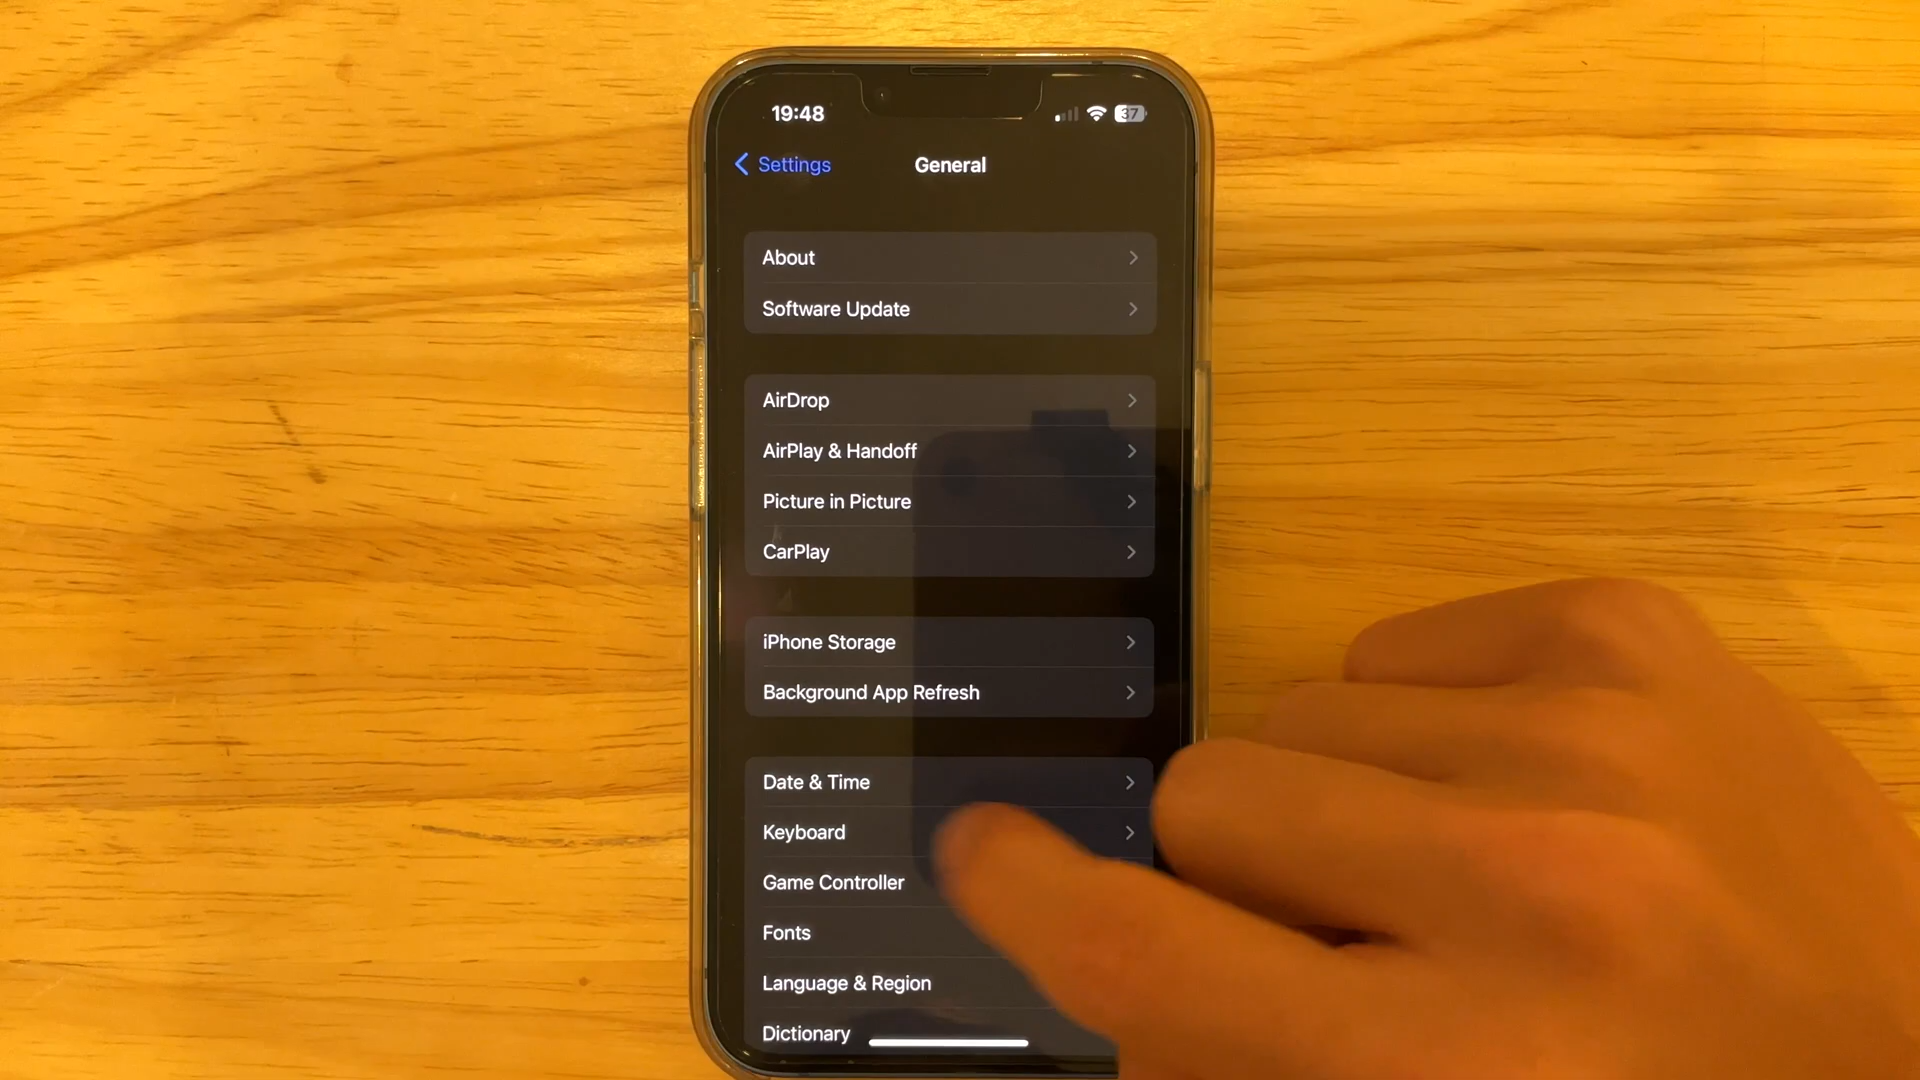 19:48
37
Settings
General
About
Software Update
AirDrop
AirPlay & Handoff
Picture in Picture
CarPlay
iPhone Storage
Background App Refresh
Date & Time
Keyboard
Game Controller
Fonts
Language & Region
Dictionary